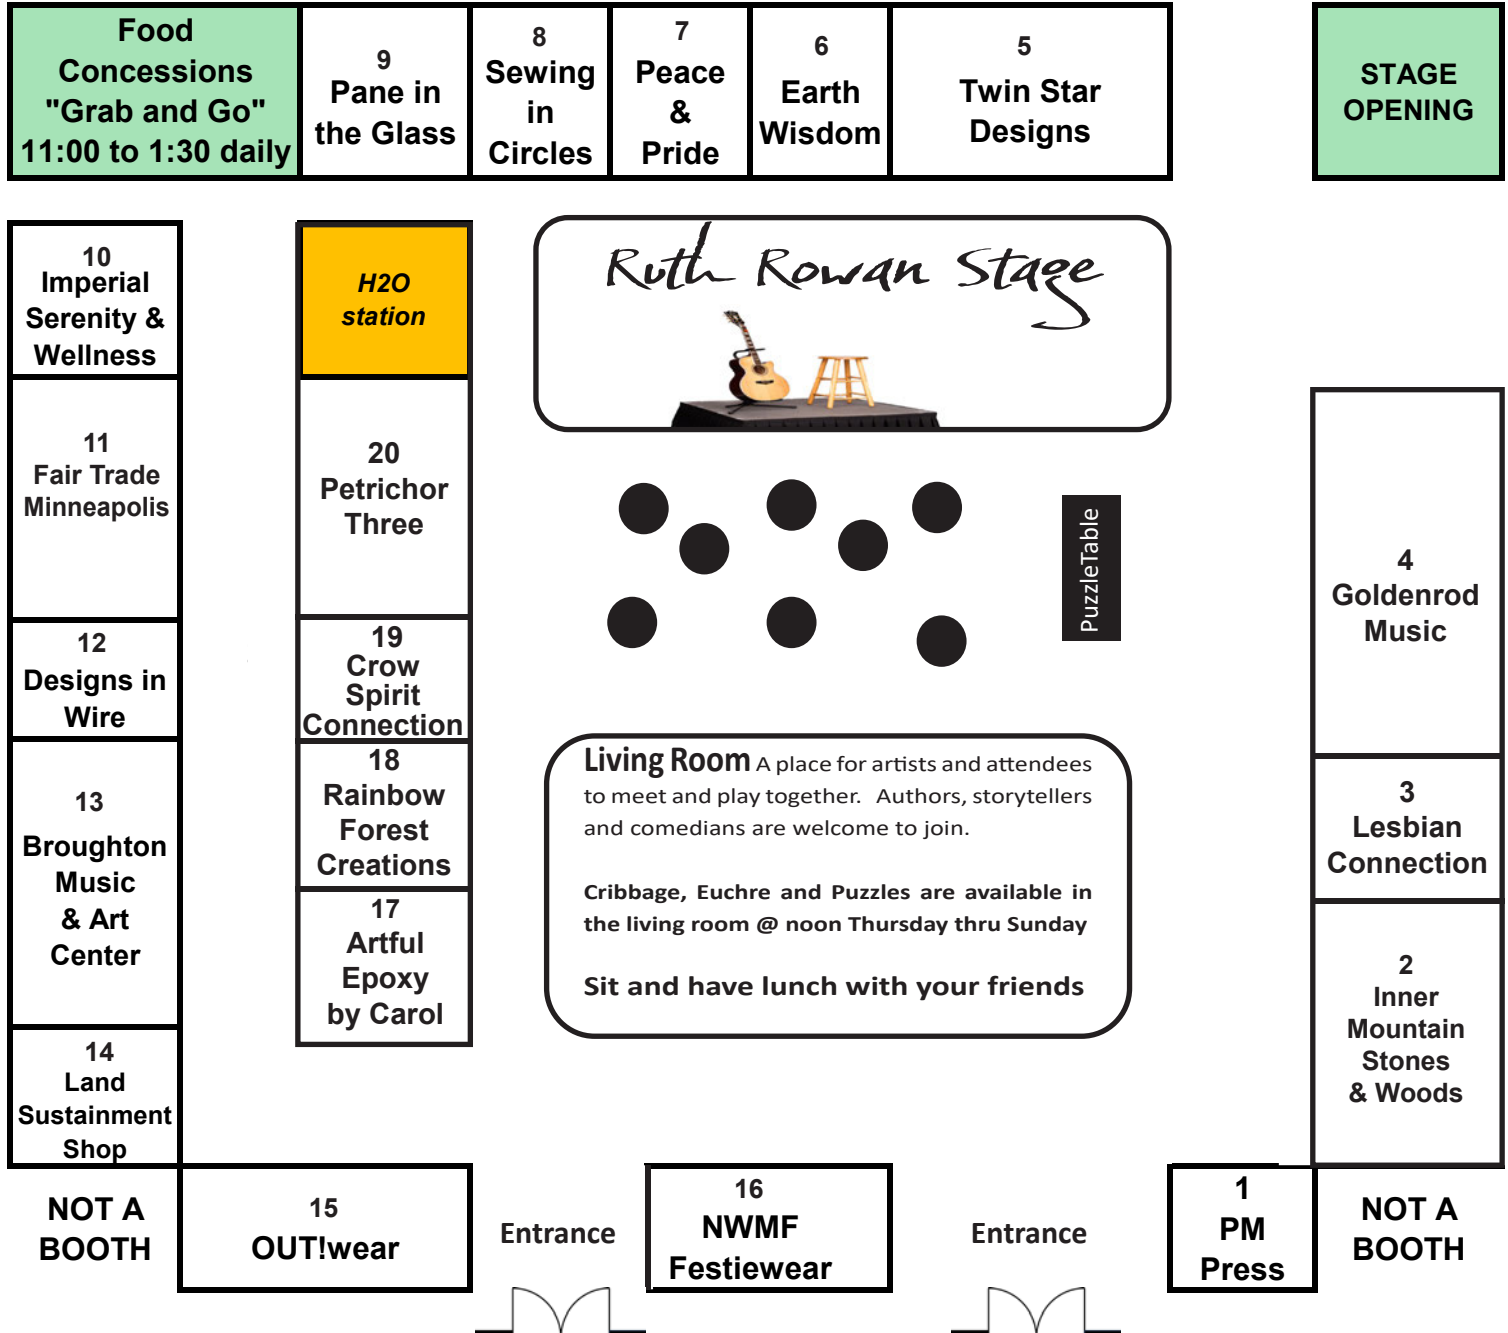 Food
Concessions
"Grab and Go"
11:00 to 1:30 daily
9
Pane in
the Glass
8
Sewing
in
Circles
7
Peace
&
Pride
6
Earth
Wisdom
5
Twin Star
Designs
STAGE
OPENING
10
Imperial
Serenity &
Wellness
H2O
station
Ruth Rowan Stage
11
Fair Trade
Minneapolis
20
Petrichor
Three
PuzzleTable
4
Goldenrod
Music
12
Designs in
Wire
19
Crow
Spirit
Connection
13
Broughton
Music
& Art
Center
18
Rainbow
Forest
Creations
Living Room A place for artists and attendees
to meet and play together. Authors, storytellers
and comedians are welcome to join.
Cribbage, Euchre and Puzzles are available in
the living room @ noon Thursday thru Sunday
Sit and have lunch with your friends
3
Lesbian
Connection
17
Artful
Epoxy
by Carol
2
Inner
Mountain
Stones
& Woods
14
Land
Sustainment
Shop
NOT A
BOOTH
15
OUT!wear
Entrance
16
NWMF
Festiewear
Entrance
1
PM
Press
NOT A
BOOTH